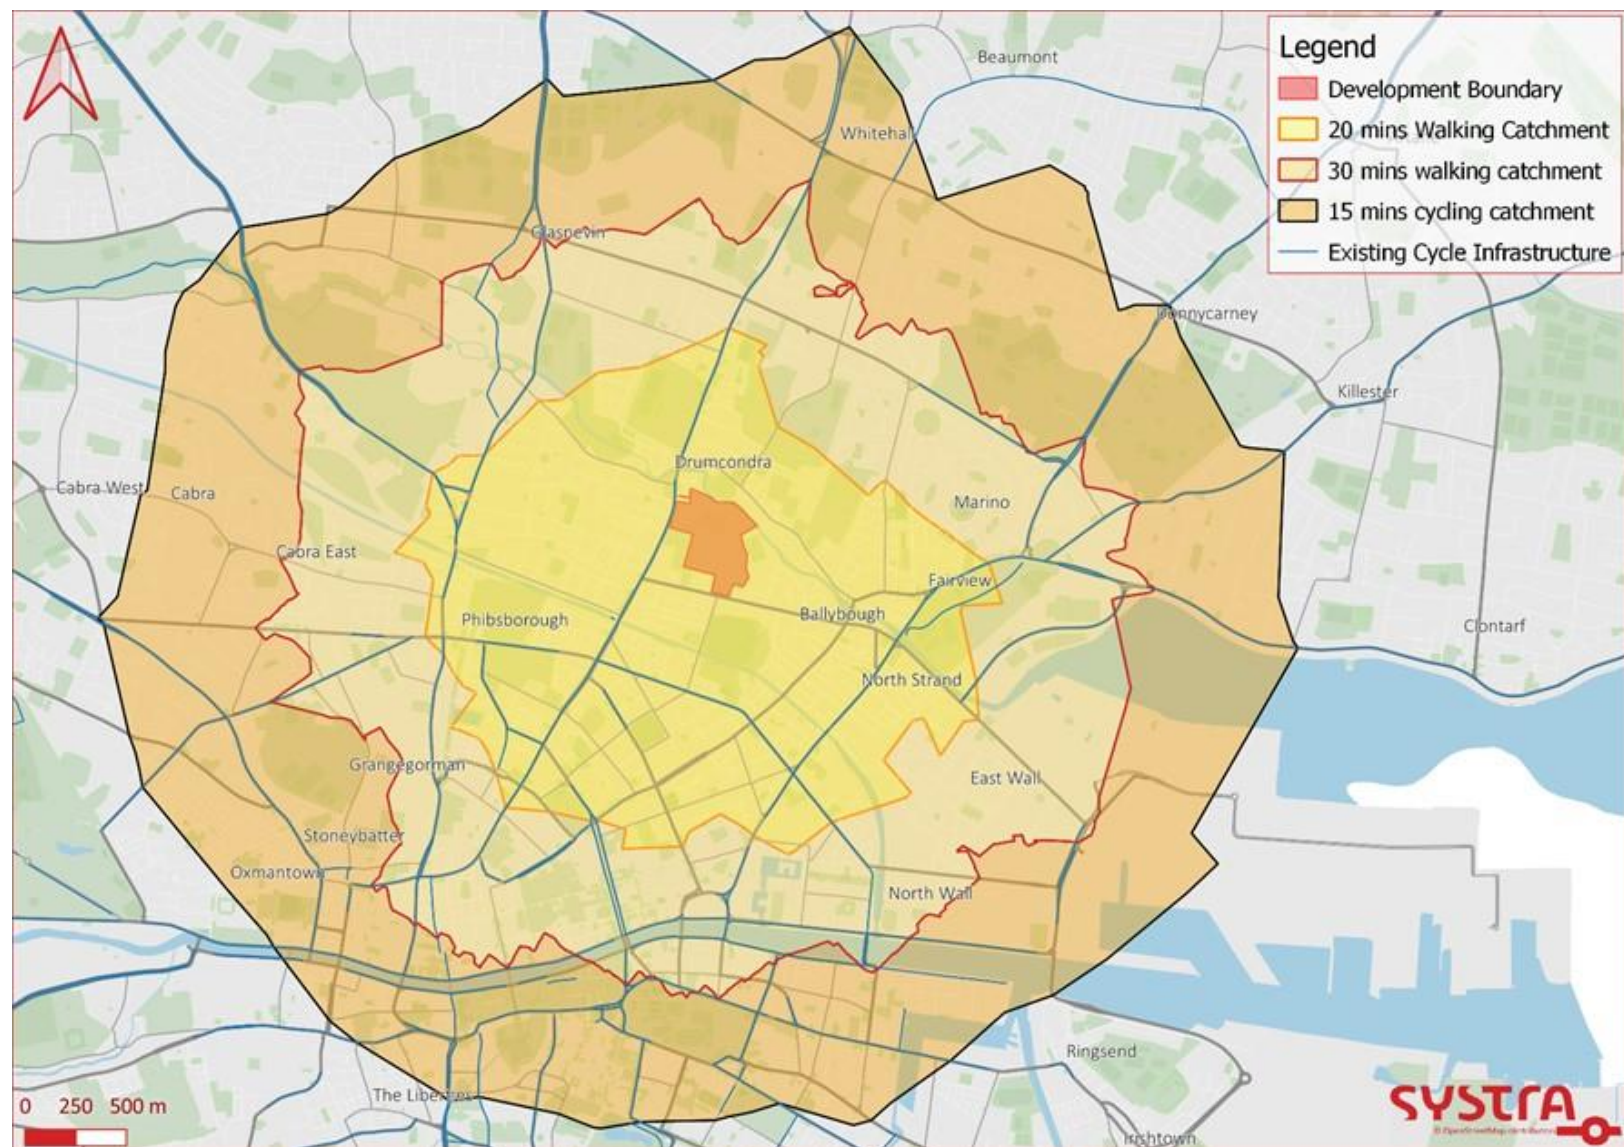 Legend
Development Boundary
20 mins Walking Catchment
30 mins walking catchment
15 mins cycling catchment
Existing Cycle Infrastructure
Beaumont
Whitehal
Glasnevin
Donnycarney
Killester
Drumcondra
Cabra West
Cabra
Marino
Cabra East
Fairview
Phibsborough
Ballybough
Clontarf
North Strand
Grangegorman
East Wall
Stoneybatter
Oxmantown
North Wall
Ringsend
The Liberties
Irishtown
0 250 500 m
SYSTRA